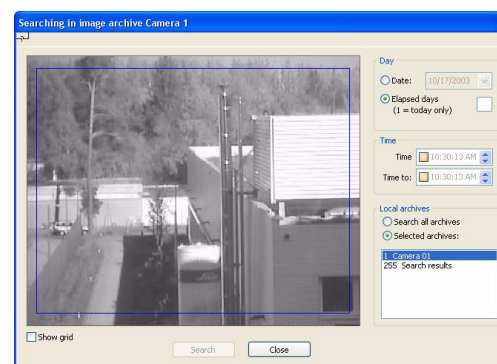 Searching in image archive Camera 1
Day
Date: 10/17/2003
Elapsed days
(1 = today only)
Time
Time 10:30:13 AM
Time to: 10:30:13 AM
Local archives
Search all archives
Selected archives:
1 Camera 01
255 Search results
Show grid
Search
Close